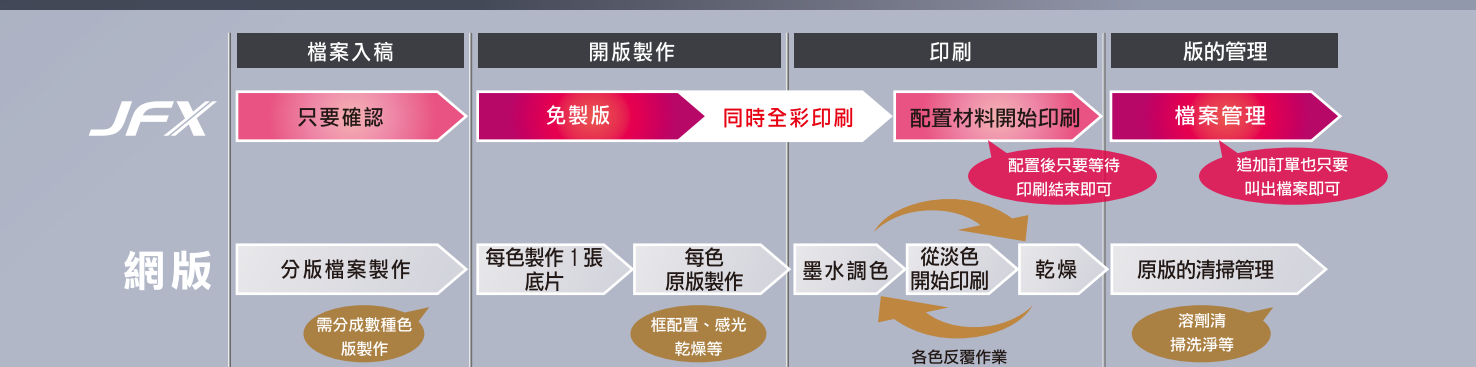 檔案入稿
開版製作
印刷
版的管理
JFX
只要確認
免製版
同時全彩印刷
配置材料開始印刷
檔案管理
配置後只要等待
印刷結束即可
追加訂單也只要
叫出檔案即可
網版
分版檔案製作
每色製作1張
底片
每色
原版製作
墨水調色
從淡色
開始印刷
乾燥
原版的清掃管理
需分成數種色
版製作
框配置、感光
乾燥等
各色反覆作業
溶劑清
掃洗淨等